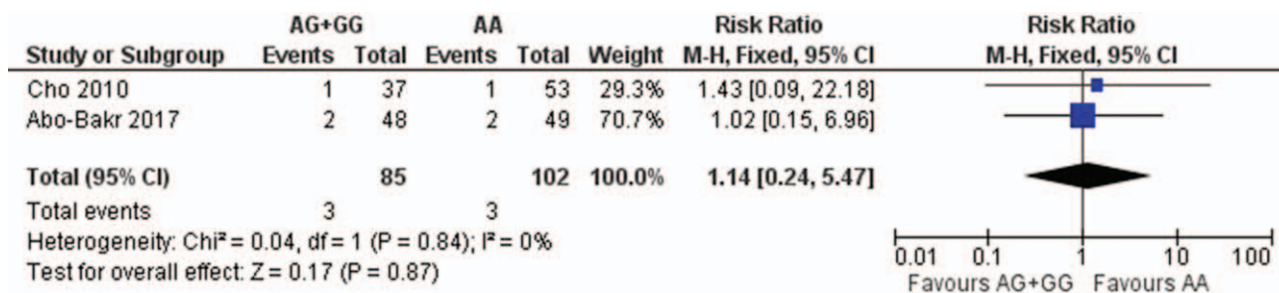 AG+GG AA Risk Ratio Risk Ratio
Study or Subgroup Events Total Events Total Weight M-H, Fixed, 95% CI M-H, Fixed, 95% CI
Cho 2010 1 37 1 53 29.3% 1.43 [0.09, 22.18]
Abo-Bakr 2017 2 48 2 49 70.7% 1.02 [0.15, 6.96]
Total (95% CI) 85 102 100.0% 1.14 [0.24, 5.47]
Total events 3 3
Heterogeneity: Chi² = 0.04, df = 1 (P = 0.84); I² = 0%
Test for overall effect: Z = 0.17 (P = 0.87)
0.01 0.1 1 10 100
Favours AG+GG Favours AA